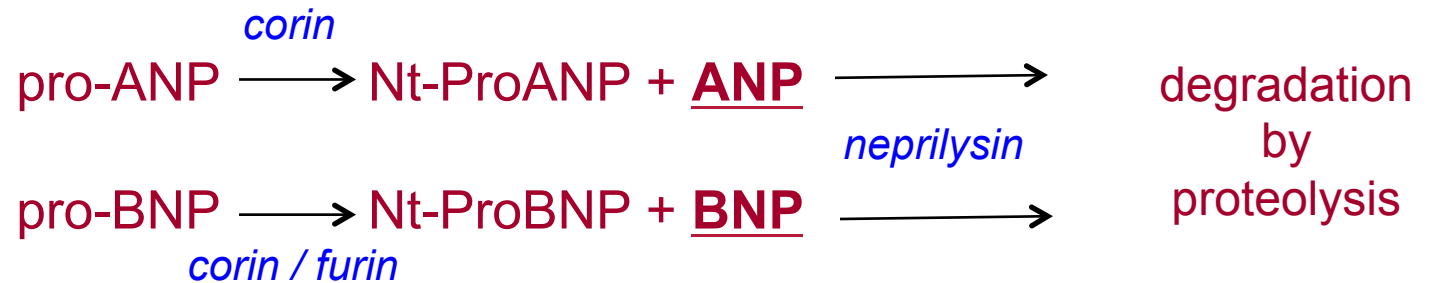 corin
pro-ANP Nt-ProANP + ANP
neprilysin
pro-BNP Nt-ProBNP + BNP
corin / furin
degradation
by
proteolysis